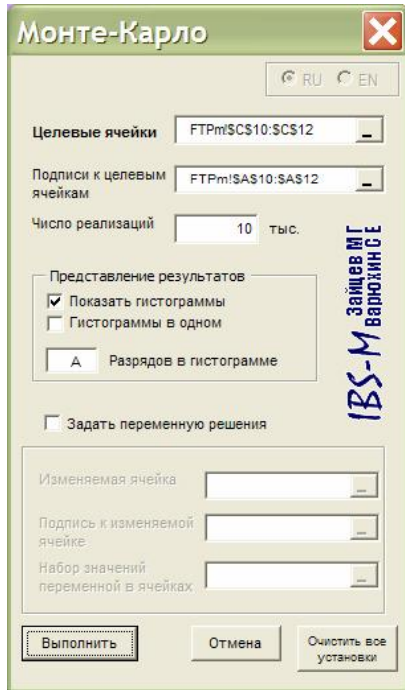 Монте-Карло
RU EN
Целевые ячейки FTPm!$C$10:$C$12 _
Подписи к целевым
ячейкам FTPm!$A$10:$A$12 _
Число реализаций 10 тыс.
Представление результатов
Показать гистограммы
Гистограммы в одном
A Разрядов в гистограмме
IBS-M Зайцев МГ
Варюхин С Е
Задать переменную решения
Изменяемая ячейка ...
Подпись к изменяемой
ячейке ...
Набор значений
переменной в ячейках ...
Выполнить Отмена Очистить все
установки